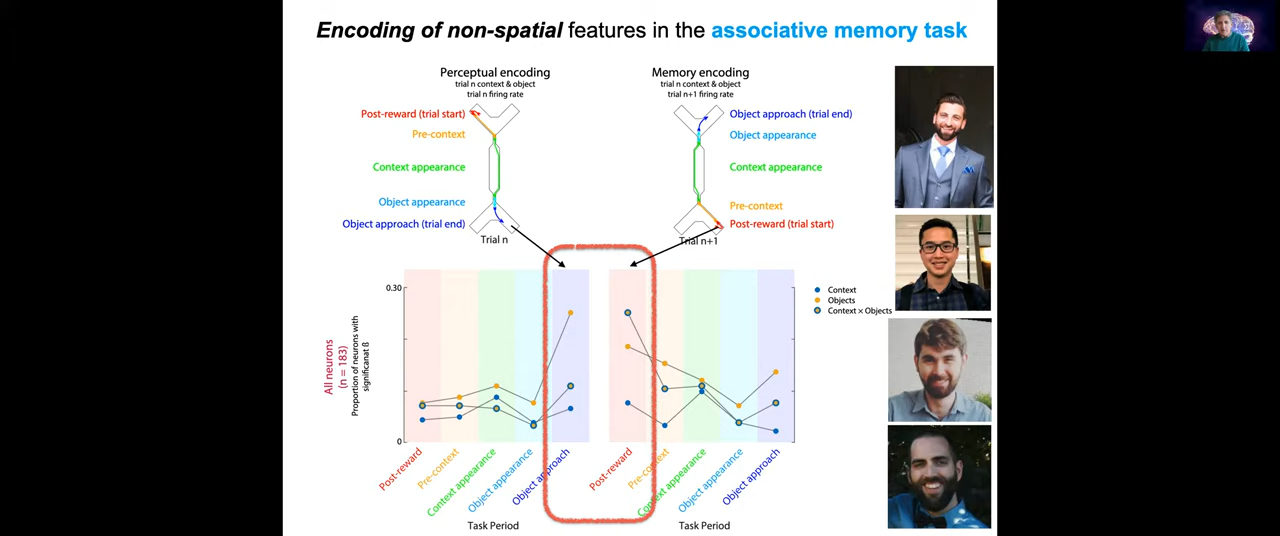 Encoding of non-spatial features in the associative memory task
Perceptual encoding
trial n context & object
trial n firing rate
Post-reward (trial start)
Pre-context
Context appearance
Object appearance
Object approach (trial end)
Trial n
Memory encoding
trial n context & object
trial n+1 firing rate
Object approach (trial end)
Object appearance
Context appearance
Pre-context
Post-reward (trial start)
Trial n+1
All neurons
(n = 183)
Proportion of neurons with
significanat ß
0.30
0
Post-reward
Pre-context
Context appearance
Object appearance
Object approach
Task Period
Post-reward
Pre-context
Context appearance
Object appearance
Object approach
Task Period
Context
Objects
Context × Objects